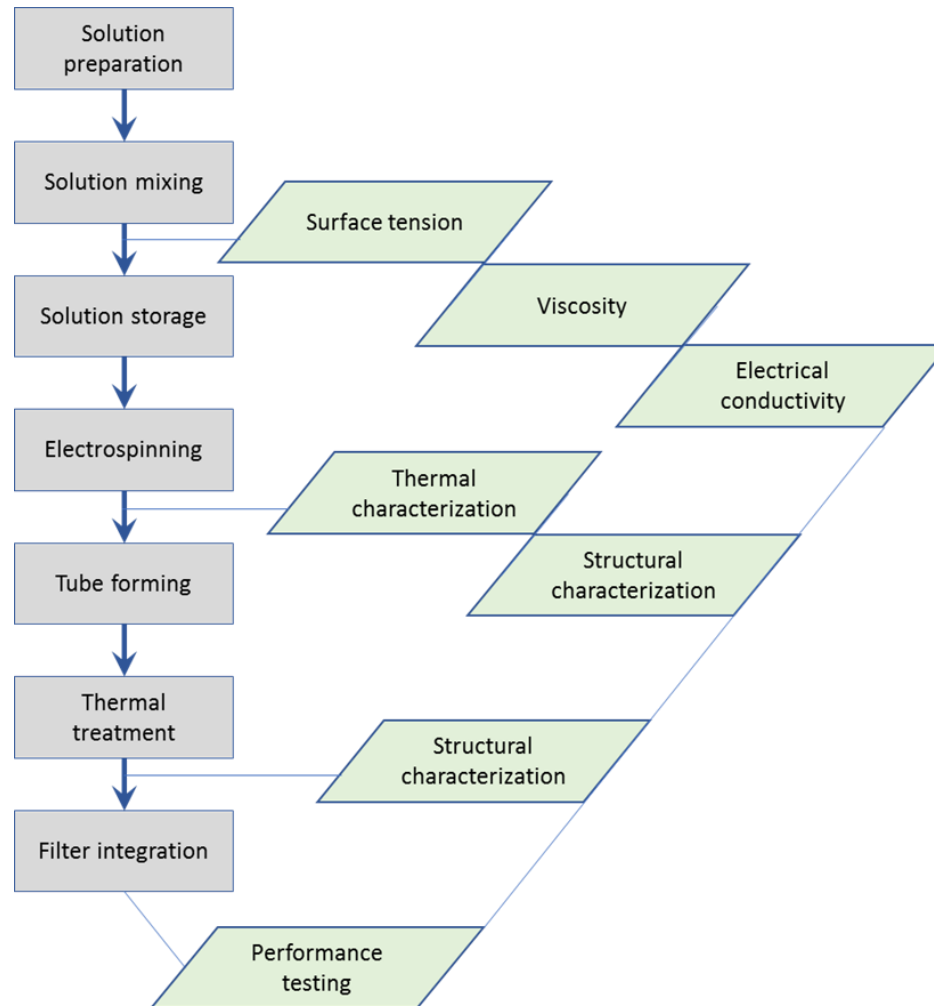 Solution
preparation
Solution mixing
Surface tension
Solution storage
Viscosity
Electrical
conductivity
Electrospinning
Thermal
characterization
Tube forming
Structural
characterization
Thermal
treatment
Structural
characterization
Filter integration
Performance
testing